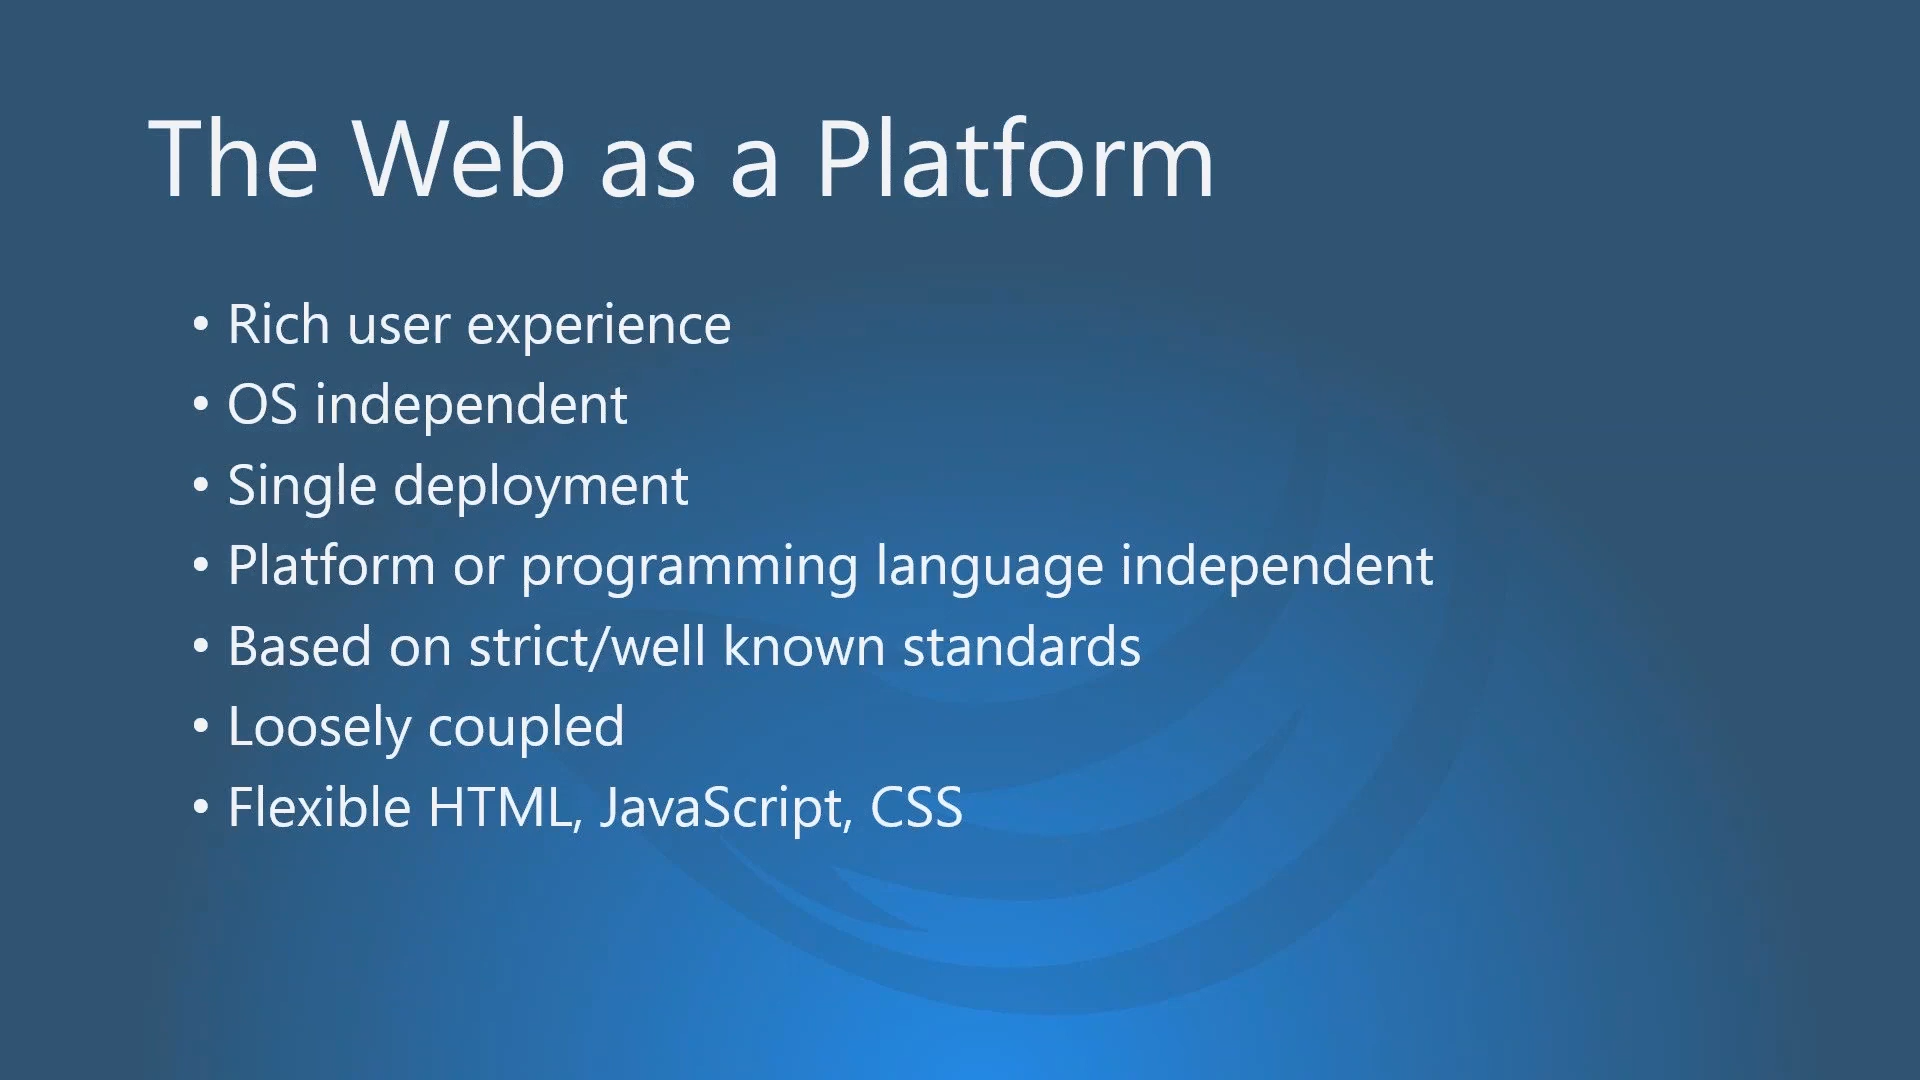 The Web as a Platform
• Rich user experience
• OS independent
• Single deployment
• Platform or programming language independent
• Based on strict/well known standards
• Loosely coupled
• Flexible HTML, JavaScript, CSS